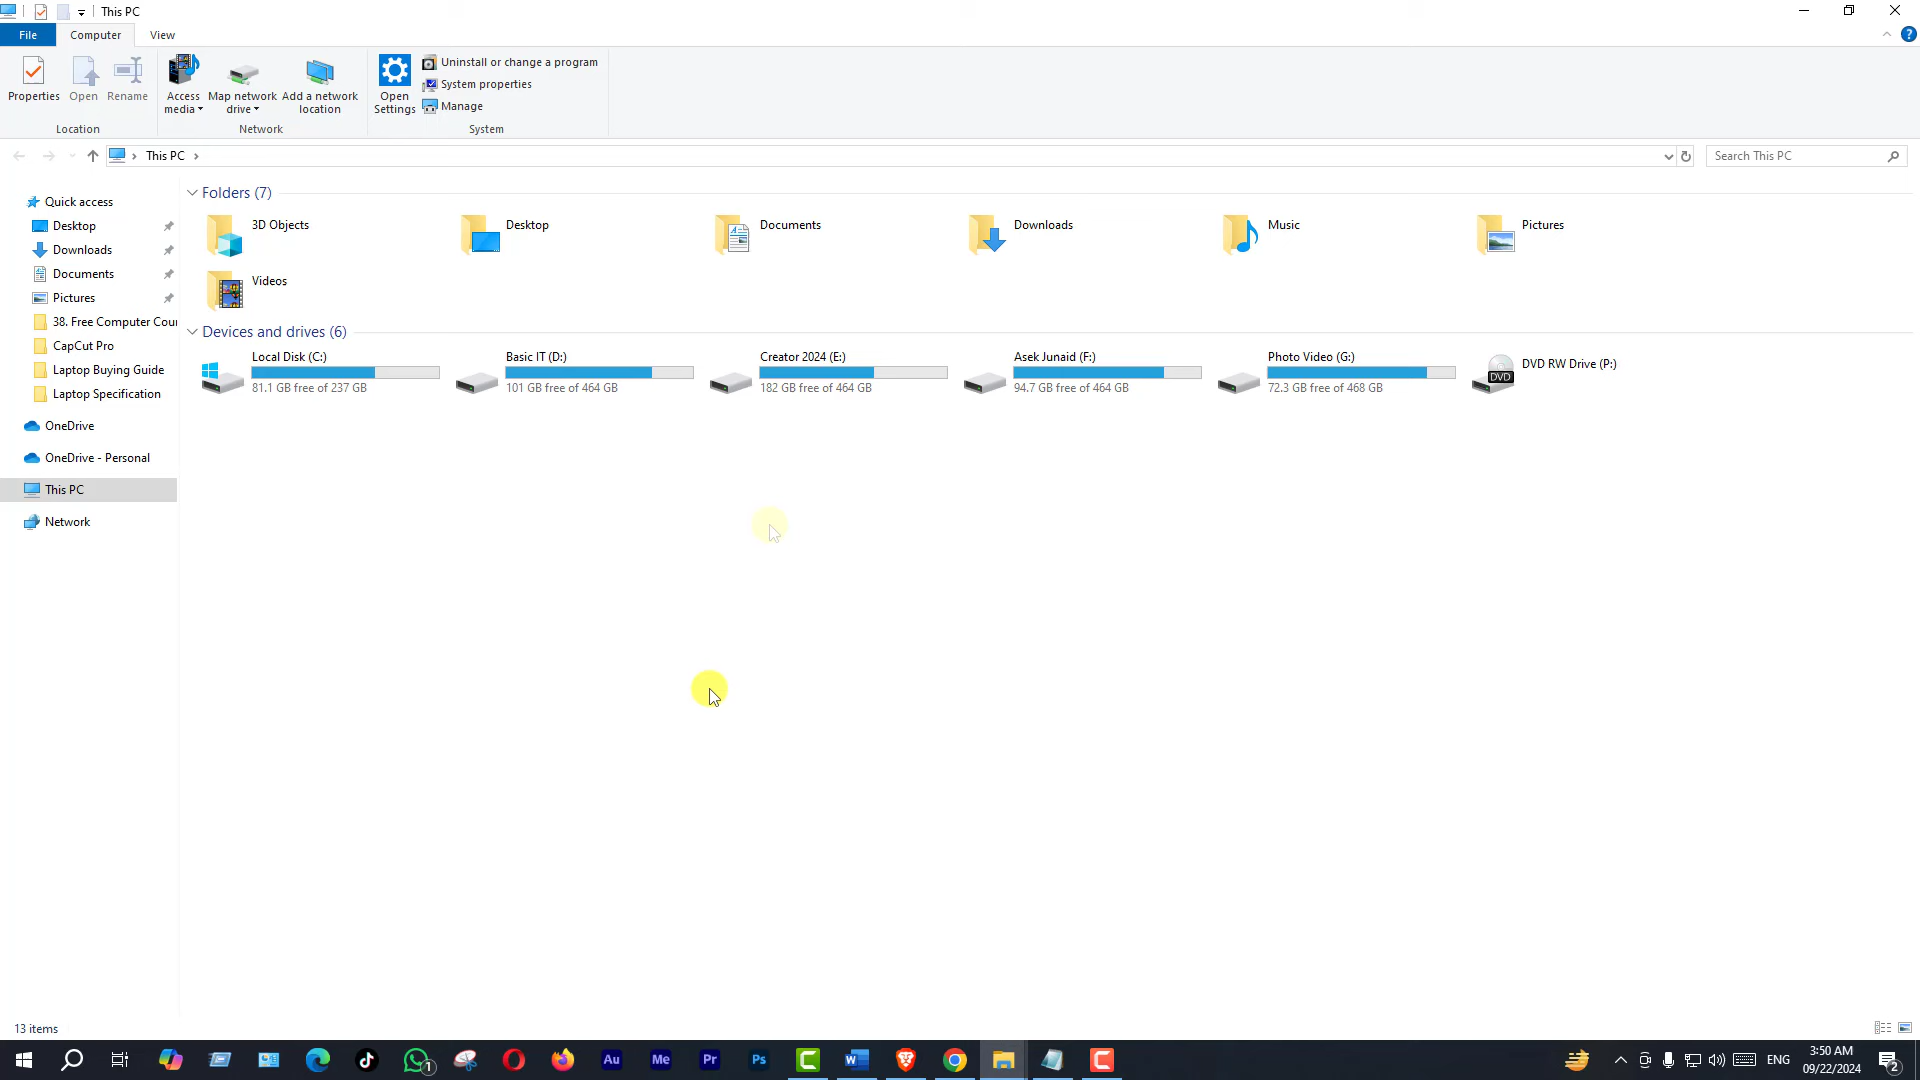 This PC
File
Computer
View
Properties
Open
Rename
Access media
Map network drive
Add a network location
Open Settings
Uninstall or change a program
System properties
Manage
Location
Network
System
This PC
Search This PC
Quick access
Desktop
Downloads
Documents
Pictures
38. Free Computer Cou
CapCut Pro
Laptop Buying Guide
Laptop Specification
OneDrive
OneDrive - Personal
This PC
Network
Folders (7)
3D Objects
Desktop
Documents
Downloads
Music
Pictures
Videos
Devices and drives (6)
Local Disk (C:)
81.1 GB free of 237 GB
Basic IT (D:)
101 GB free of 464 GB
Creator 2024 (E:)
182 GB free of 464 GB
Asek Junaid (F:)
94.7 GB free of 464 GB
Photo Video (G:)
72.3 GB free of 468 GB
DVD
DVD RW Drive (P:)
13 items
1
Au
Me
Pr
Ps
ENG
3:50 AM
09/22/2024
2